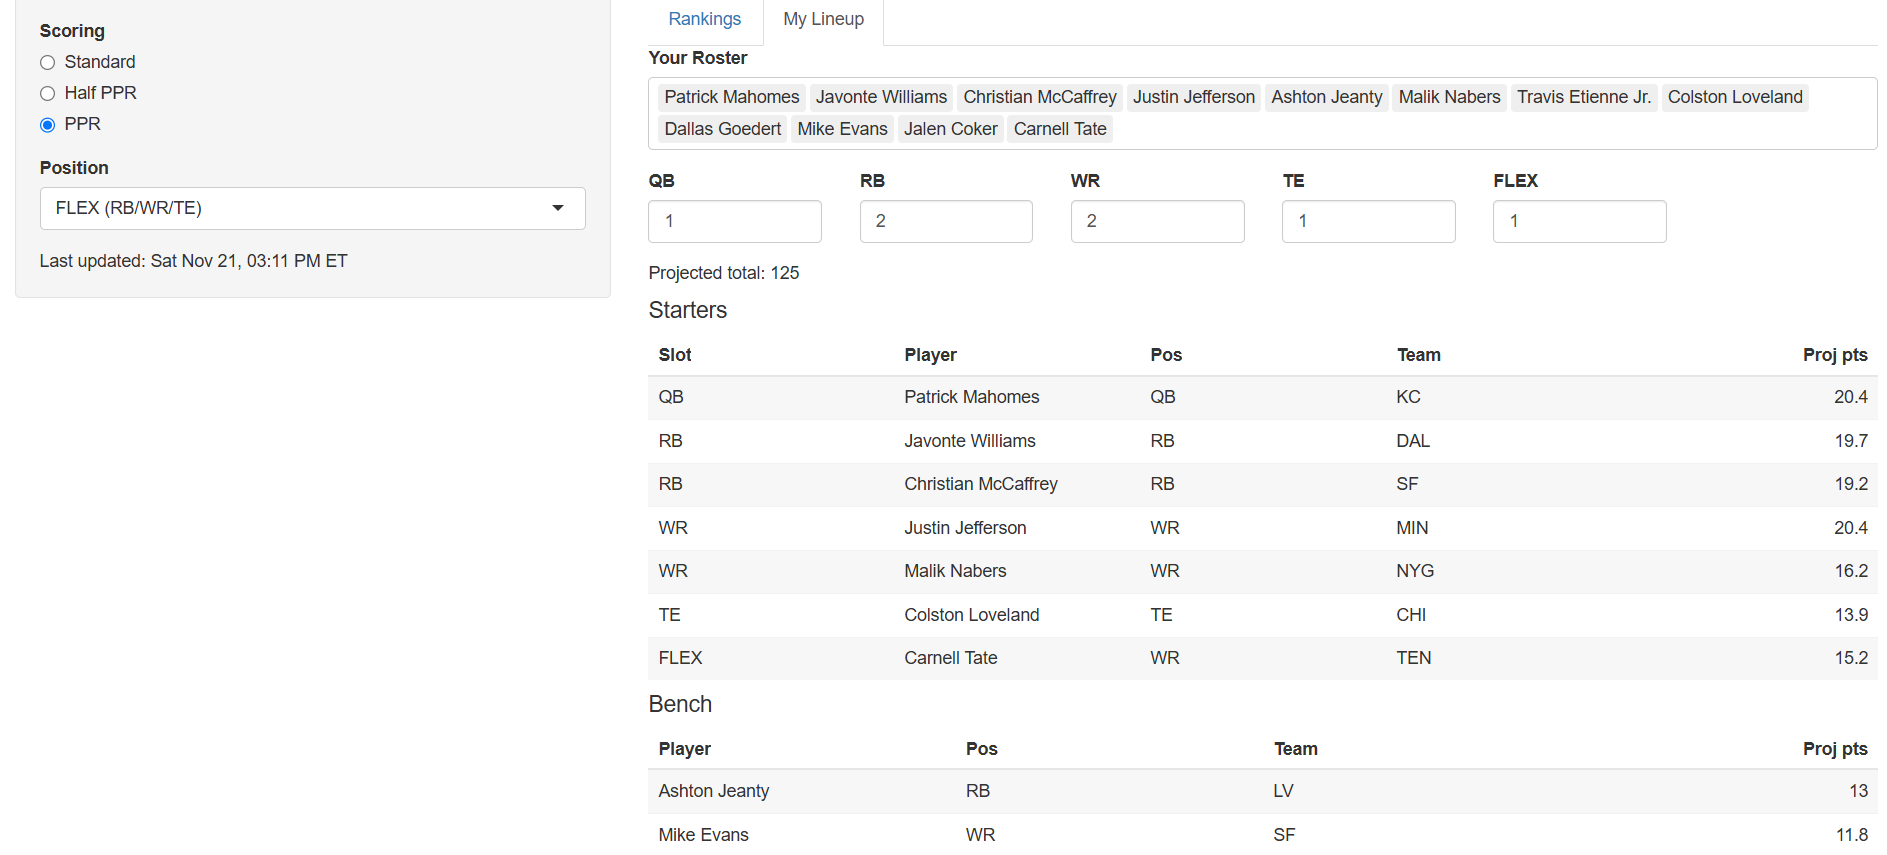 Scoring
Standard
Half PPR
PPR
Position
FLEX (RB/WR/TE)
Last updated: Sat Nov 21, 03:11 PM ET
Rankings My Lineup
Your Roster
Patrick Mahomes Javonte Williams Christian McCaffrey Justin Jefferson Ashton Jeanty Malik Nabers Travis Etienne Jr. Colston Loveland
Dallas Goedert Mike Evans Jalen Coker Carnell Tate
QB RB WR TE FLEX
1 2 2 1 1
Projected total: 125
Starters
Slot Player Pos Team Proj pts
QB Patrick Mahomes QB KC 20.4
RB Javonte Williams RB DAL 19.7
RB Christian McCaffrey RB SF 19.2
WR Justin Jefferson WR MIN 20.4
WR Malik Nabers WR NYG 16.2
TE Colston Loveland TE CHI 13.9
FLEX Carnell Tate WR TEN 15.2
Bench
Player Pos Team Proj pts
Ashton Jeanty RB LV 13
Mike Evans WR SF 11.8